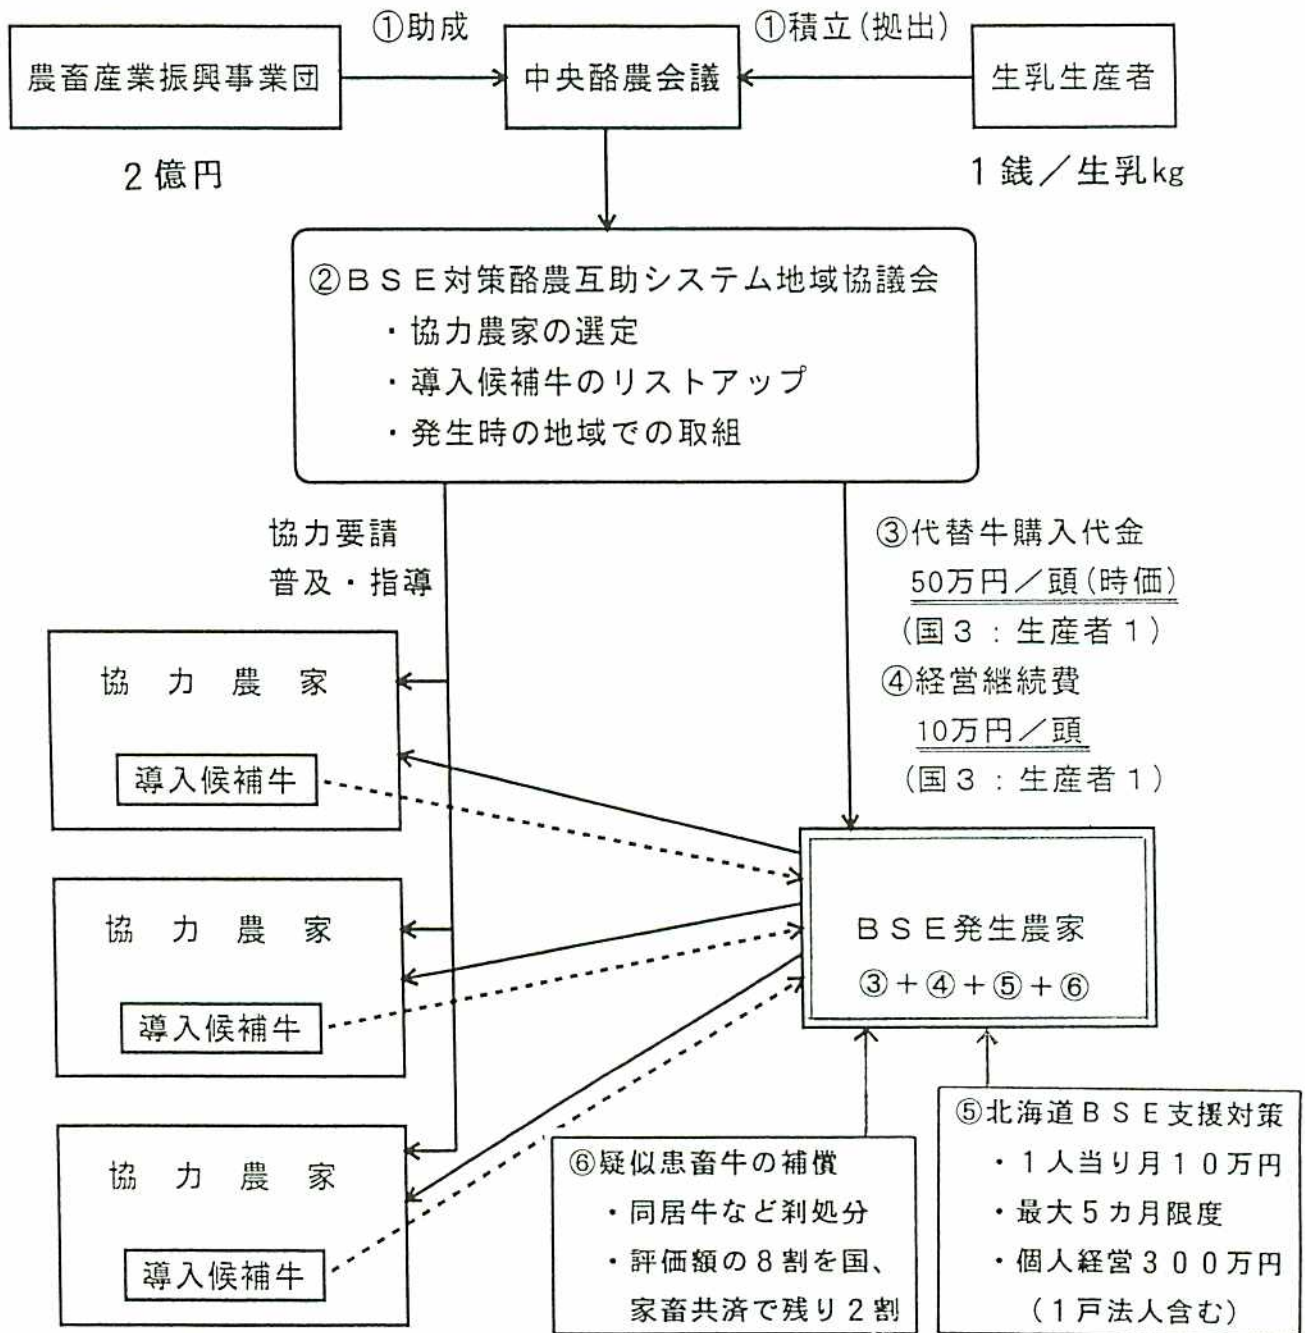 ①助成
①積立(拠出)
農畜産業振興事業団
中央酪農会議
生乳生産者
2億円
1銭／生乳kg
②BSE対策酪農互助システム地域協議会
・協力農家の選定
・導入候補牛のリストアップ
・発生時の地域での取組
協力要請
普及・指導
③代替牛購入代金
50万円／頭(時価)
(国3：生産者1)
④経営継続費
10万円／頭
(国3：生産者1)
協力農家
導入候補牛
協力農家
導入候補牛
協力農家
導入候補牛
BSE発生農家
③+④+⑤+⑥
⑥疑似患畜牛の補償
・同居牛など刹処分
・評価額の8割を国、
家畜共済で残り2割
⑤北海道BSE支援対策
・1人当り月10万円
・最大5カ月限度
・個人経営300万円
(1戸法人含む)